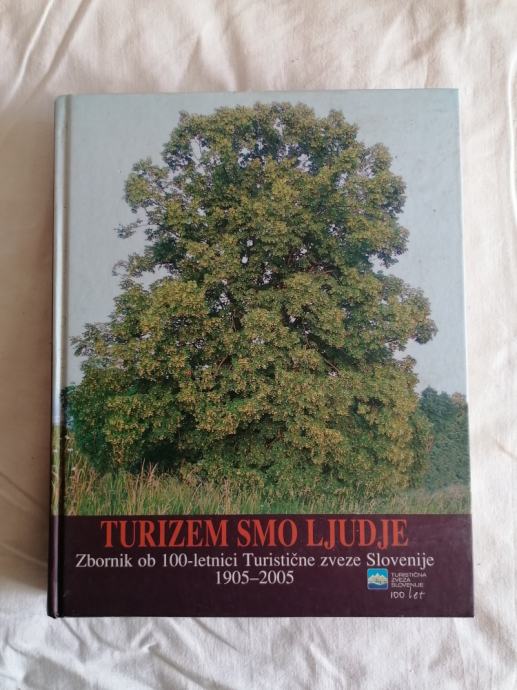 TURIZEM SMO LJUDJE
Zbornik ob 100-letnici Turistične zveze Slovenije
1905–2005
TURISTIČNA
ZVEZA
SLOVENIJE
100 let